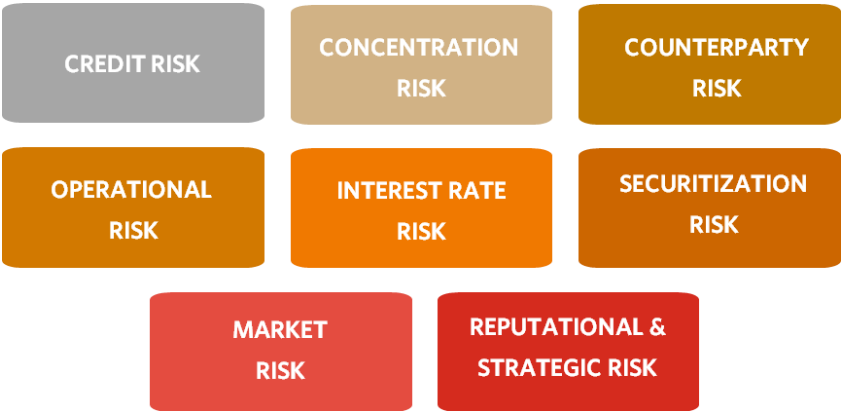 CREDIT RISK
CONCENTRATION
RISK
COUNTERPARTY
RISK
OPERATIONAL
RISK
INTEREST RATE
RISK
SECURITIZATION
RISK
MARKET
RISK
REPUTATIONAL &
STRATEGIC RISK